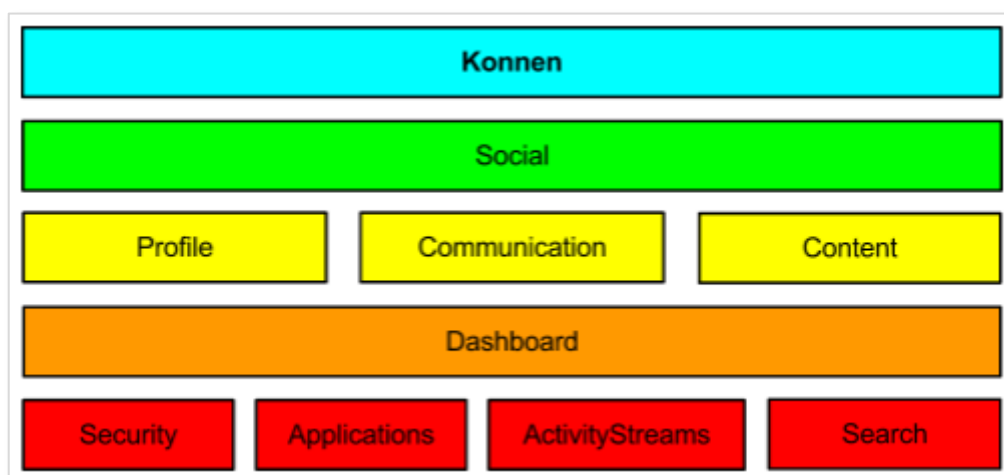 Konnen
Social
Profile Communication Content
Dashboard
Security Applications ActivityStreams Search